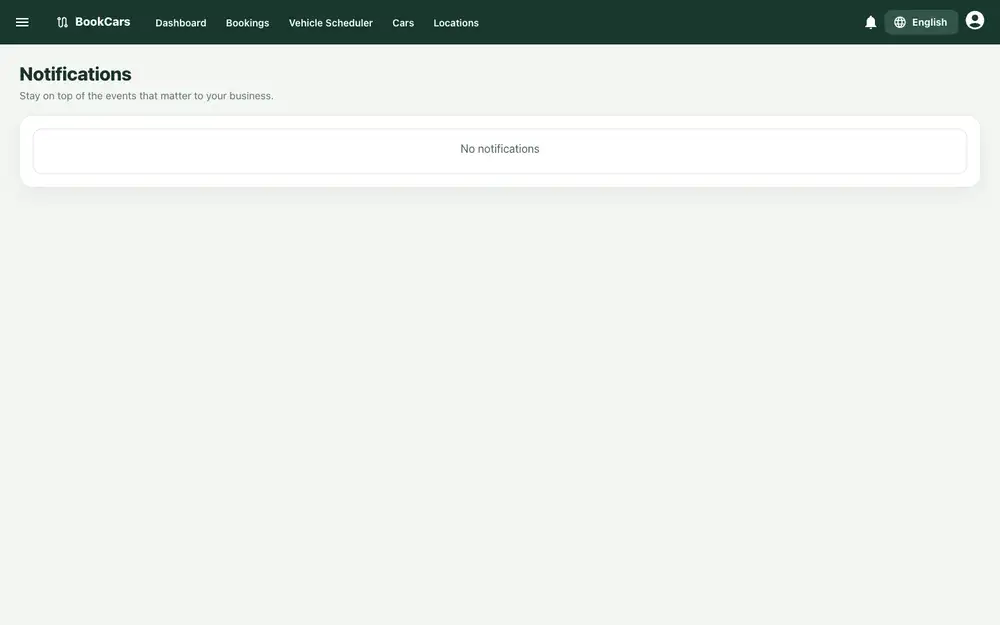 BookCars Dashboard Bookings Vehicle Scheduler Cars Locations English
Notifications
Stay on top of the events that matter to your business.
No notifications